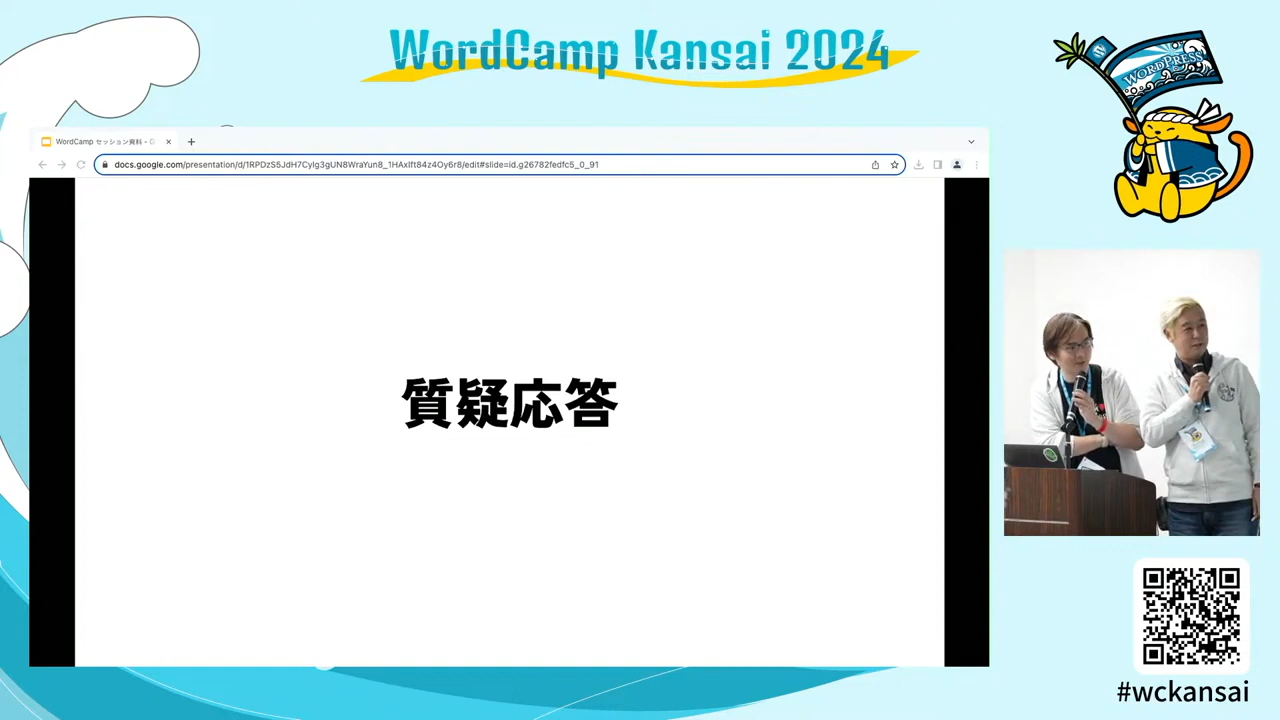 WordCamp Kansai 2024
WORDPRESS
WordCamp セッション資料 - G
docs.google.com/presentation/d/1RPDzS5JdH7CyIg3gUN8WraYun8_1HAxIft84z4Oy6r8/edit#slide=id.g26782fedfc5_0_91
質疑応答
#wckansai